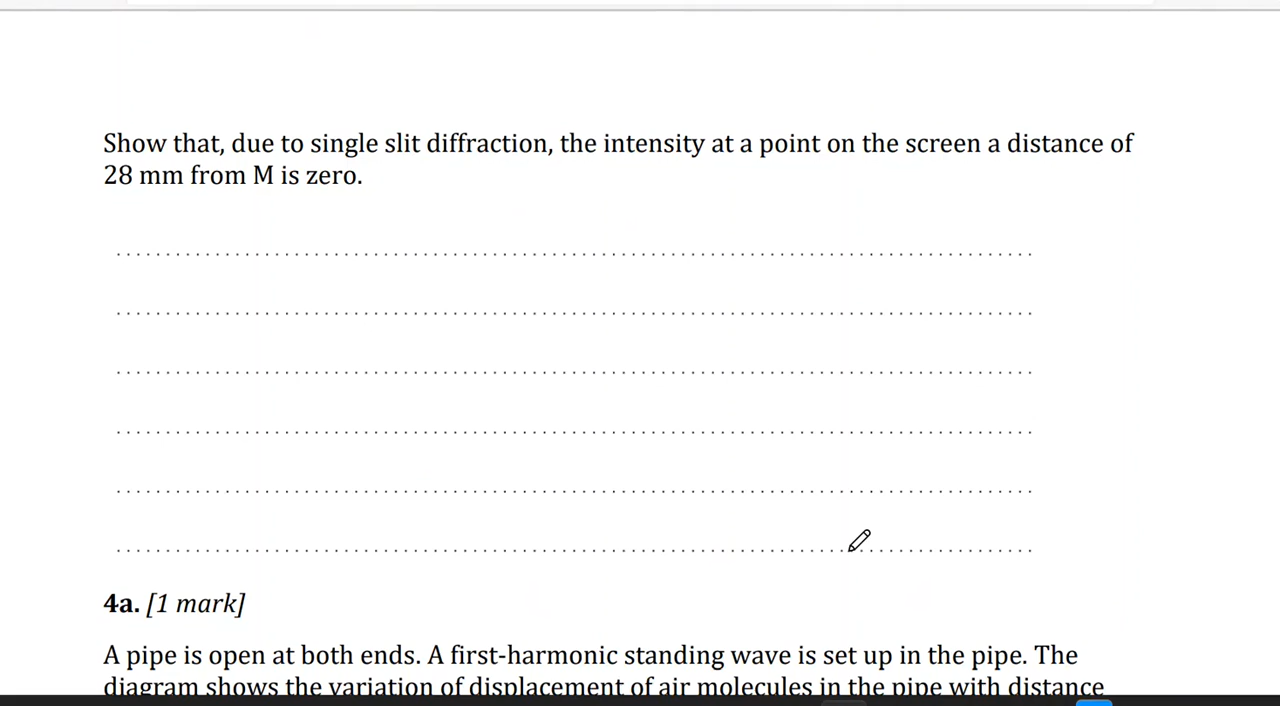 Show that, due to single slit diffraction, the intensity at a point on the screen a distance of
28 mm from M is zero.
4a. [1 mark]
A pipe is open at both ends. A first-harmonic standing wave is set up in the pipe. The
diagram shows the variation of displacement of air molecules in the pipe with distance